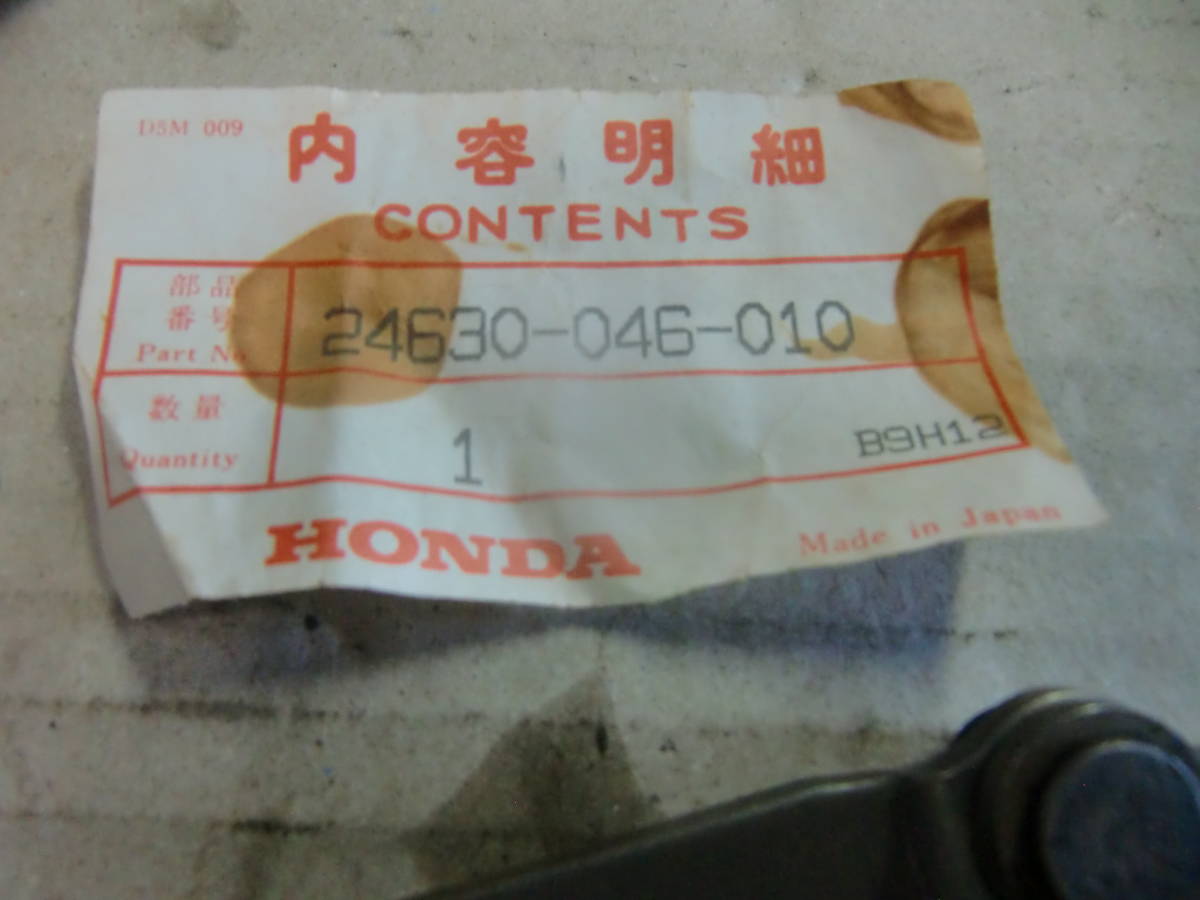 D5M 009
内容明細
CONTENTS
部品
番号
Part No
24630-046-010
数量
Quantity
1
B9H12
HONDA
Made in Japan